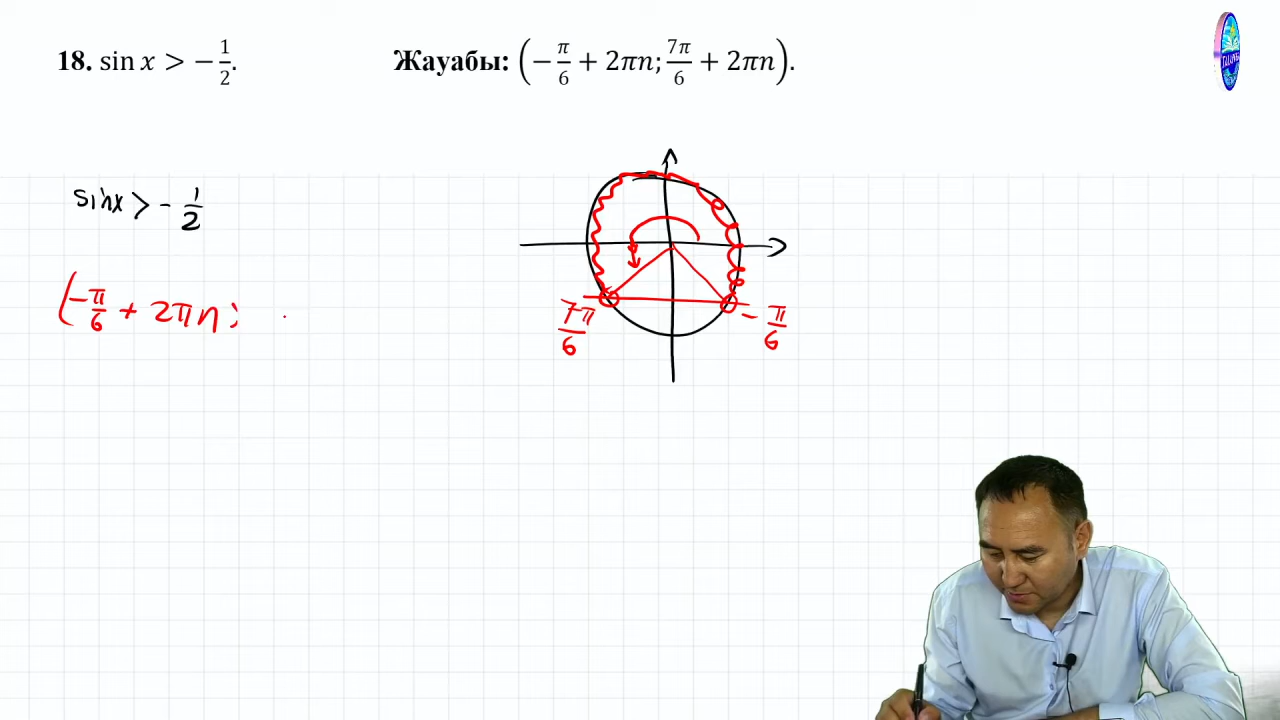 18. sin x > −1/2.
Жауабы: (−π/6 + 2πn; 7π/6 + 2πn).
sinx > −1/2
(−π/6 + 2πn;
7π/6
−π/6